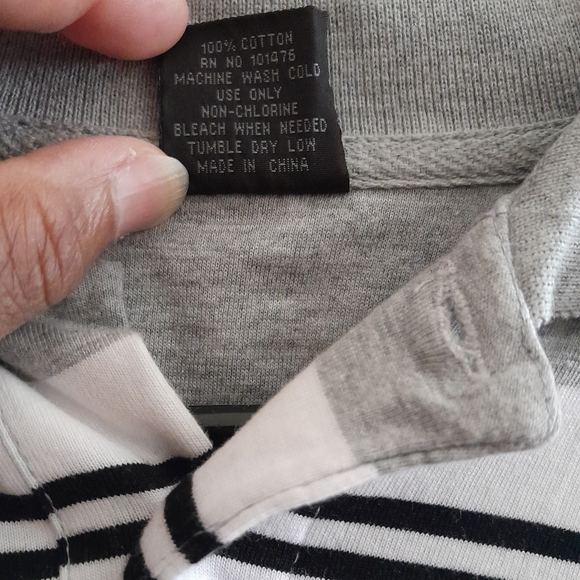 100% COTTON
RN NO 101476
MACHINE WASH COLD
USE ONLY
NON-CHLORINE
BLEACH WHEN NEEDED
TUMBLE DRY LOW
MADE IN CHINA